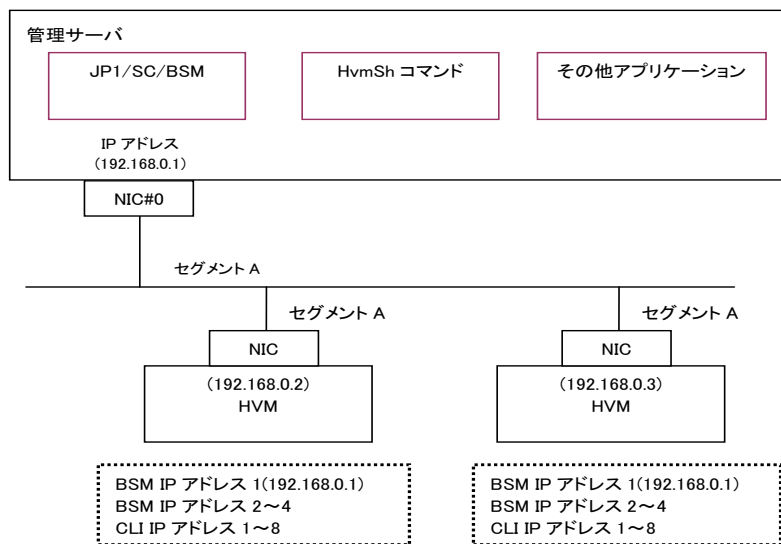 管理サーバ
JP1/SC/BSM
HvmSh コマンド
その他アプリケーション
IP アドレス
(192.168.0.1)
NIC#0
セグメント A
セグメント A
セグメント A
NIC
NIC
(192.168.0.2)
HVM
(192.168.0.3)
HVM
BSM IP アドレス 1(192.168.0.1)
BSM IP アドレス 2～4
CLI IP アドレス 1～8
BSM IP アドレス 1(192.168.0.1)
BSM IP アドレス 2～4
CLI IP アドレス 1～8